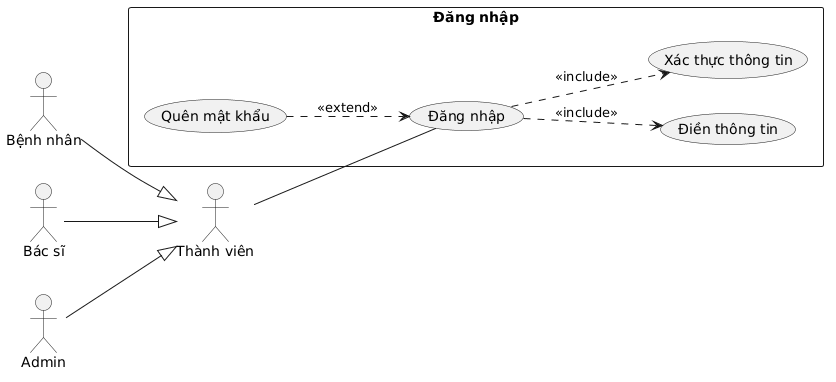 Đăng nhập
Xác thực thông tin
«include»
«extend»
«include»
Quên mật khẩu
Đăng nhập
Điền thông tin
Bệnh nhân
Bác sĩ
Thành viên
Admin